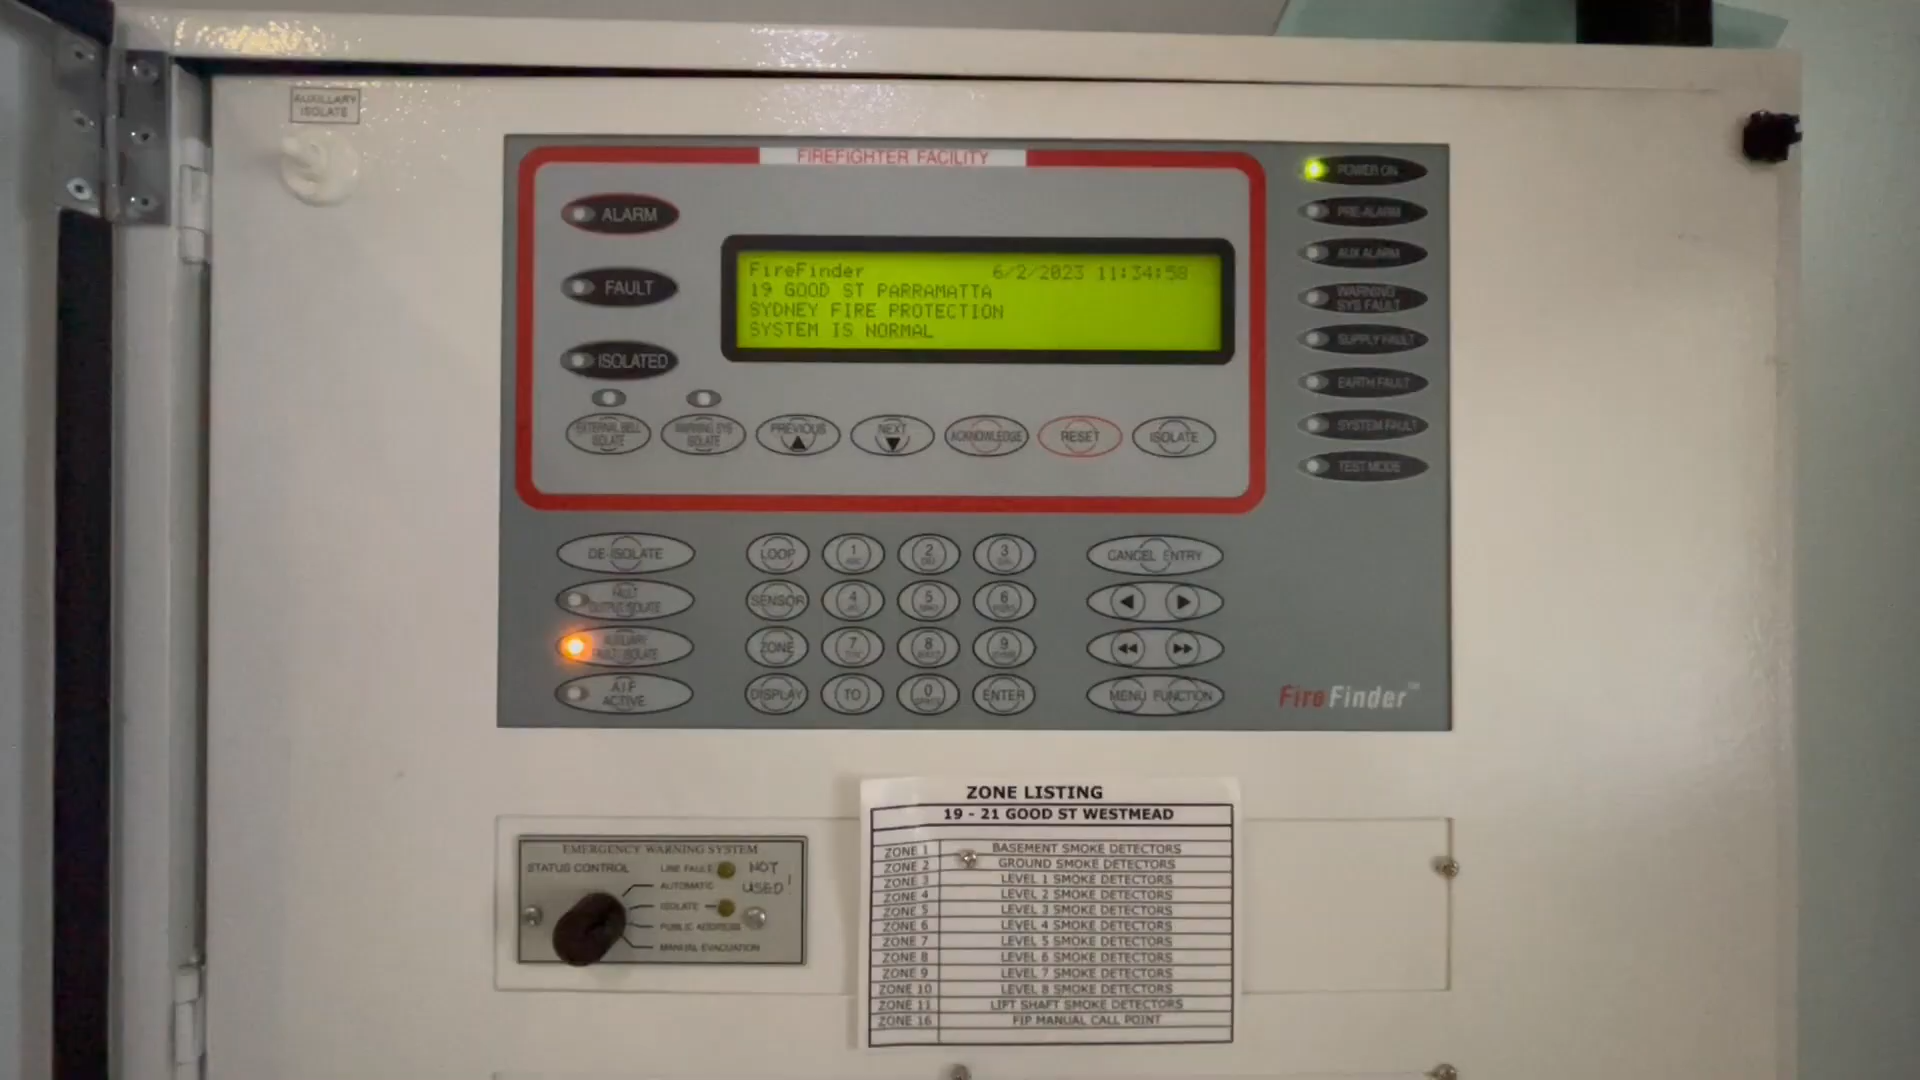 AUXILIARY
ISOLATE
FIREFIGHTER FACILITY
ALARM
FAULT
ISOLATED
FireFinder 6/2/2023 11:34:58
19 GOOD ST PARRAMATTA
SYDNEY FIRE PROTECTION
SYSTEM IS NORMAL
EXTERNAL BELL
ISOLATE
WARNING SYS
ISOLATE
PREVIOUS
NEXT
ACKNOWLEDGE
RESET
ISOLATE
POWER ON
PRE-ALARM
AUX ALARM
WARNING
SYS FAULT
SUPPLY FAULT
EARTH FAULT
SYSTEM FAULT
TEST MODE
DE-ISOLATE
FAULT
OUTPUT ISOLATE
AUXILIARY
FAULT/ISOLATE
A.I.F
ACTIVE
LOOP 1 2 3
SENSOR 4 5 6
ZONE 7 8 9
DISPLAY TO 0 ENTER
CANCEL ENTRY
MENU FUNCTION
FireFinder™
EMERGENCY WARNING SYSTEM
STATUS CONTROL
LINE FAULT
AUTOMATIC
ISOLATE
PUBLIC ADDRESS
MANUAL EVACUATION
NOT
USED!
ZONE LISTING
19 - 21 GOOD ST WESTMEAD
ZONE 1 BASEMENT SMOKE DETECTORS
ZONE 2 GROUND SMOKE DETECTORS
ZONE 3 LEVEL 1 SMOKE DETECTORS
ZONE 4 LEVEL 2 SMOKE DETECTORS
ZONE 5 LEVEL 3 SMOKE DETECTORS
ZONE 6 LEVEL 4 SMOKE DETECTORS
ZONE 7 LEVEL 5 SMOKE DETECTORS
ZONE 8 LEVEL 6 SMOKE DETECTORS
ZONE 9 LEVEL 7 SMOKE DETECTORS
ZONE 10 LEVEL 8 SMOKE DETECTORS
ZONE 11 LIFT SHAFT SMOKE DETECTORS
ZONE 16 FIP MANUAL CALL POINT